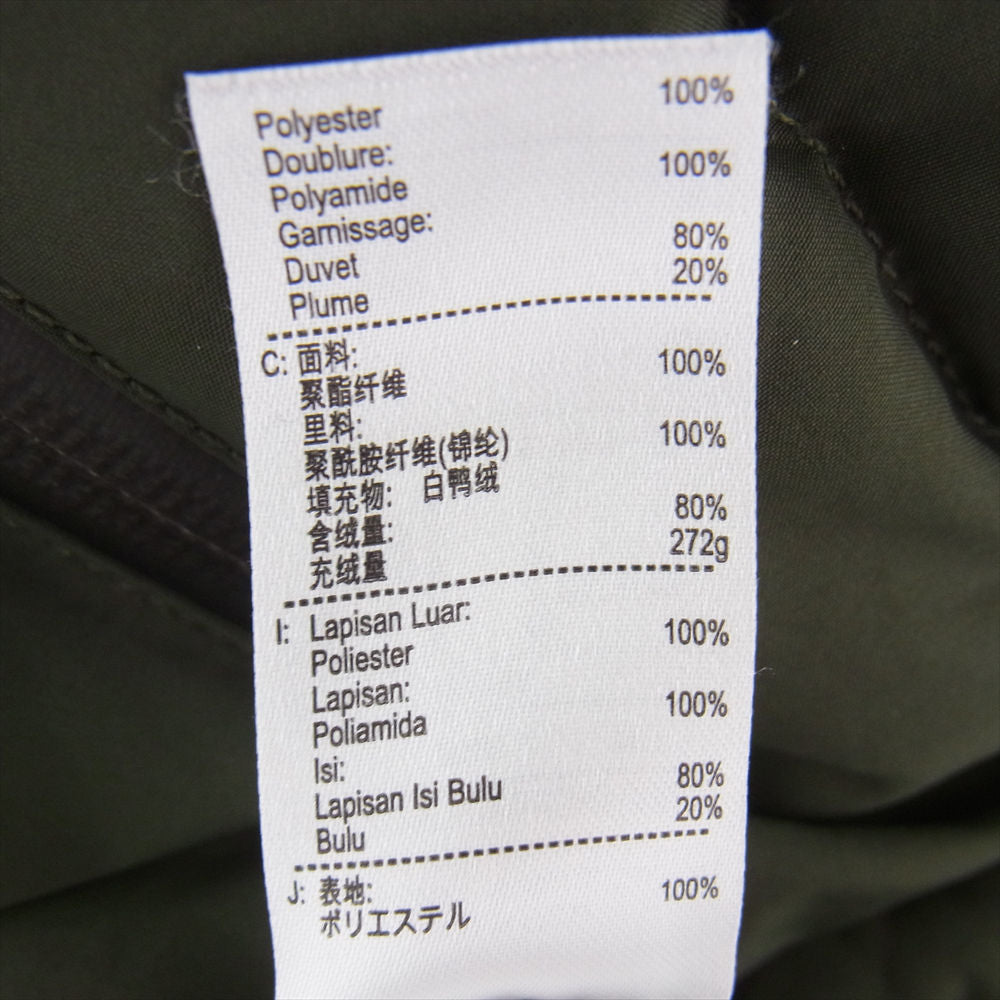 Polyester 100%
Doublure:
Polyamide 100%
Garnissage:
Duvet 80%
Plume 20%
C: 面料:
聚酯纤维 100%
里料:
聚酰胺纤维(锦纶) 100%
填充物: 白鸭绒
含绒量: 80%
充绒量 272g
I: Lapisan Luar:
Poliester 100%
Lapisan:
Poliamida 100%
Isi:
Lapisan Isi Bulu 80%
Bulu 20%
J: 表地:
ポリエステル 100%